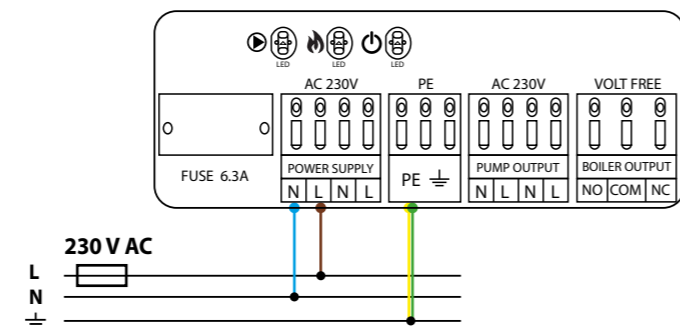 LED LED LED
AC 230V PE AC 230V VOLT FREE
FUSE 6.3A
POWER SUPPLY PE PUMP OUTPUT BOILER OUTPUT
N L N L N L N L NO COM NC
230 V AC
L
N